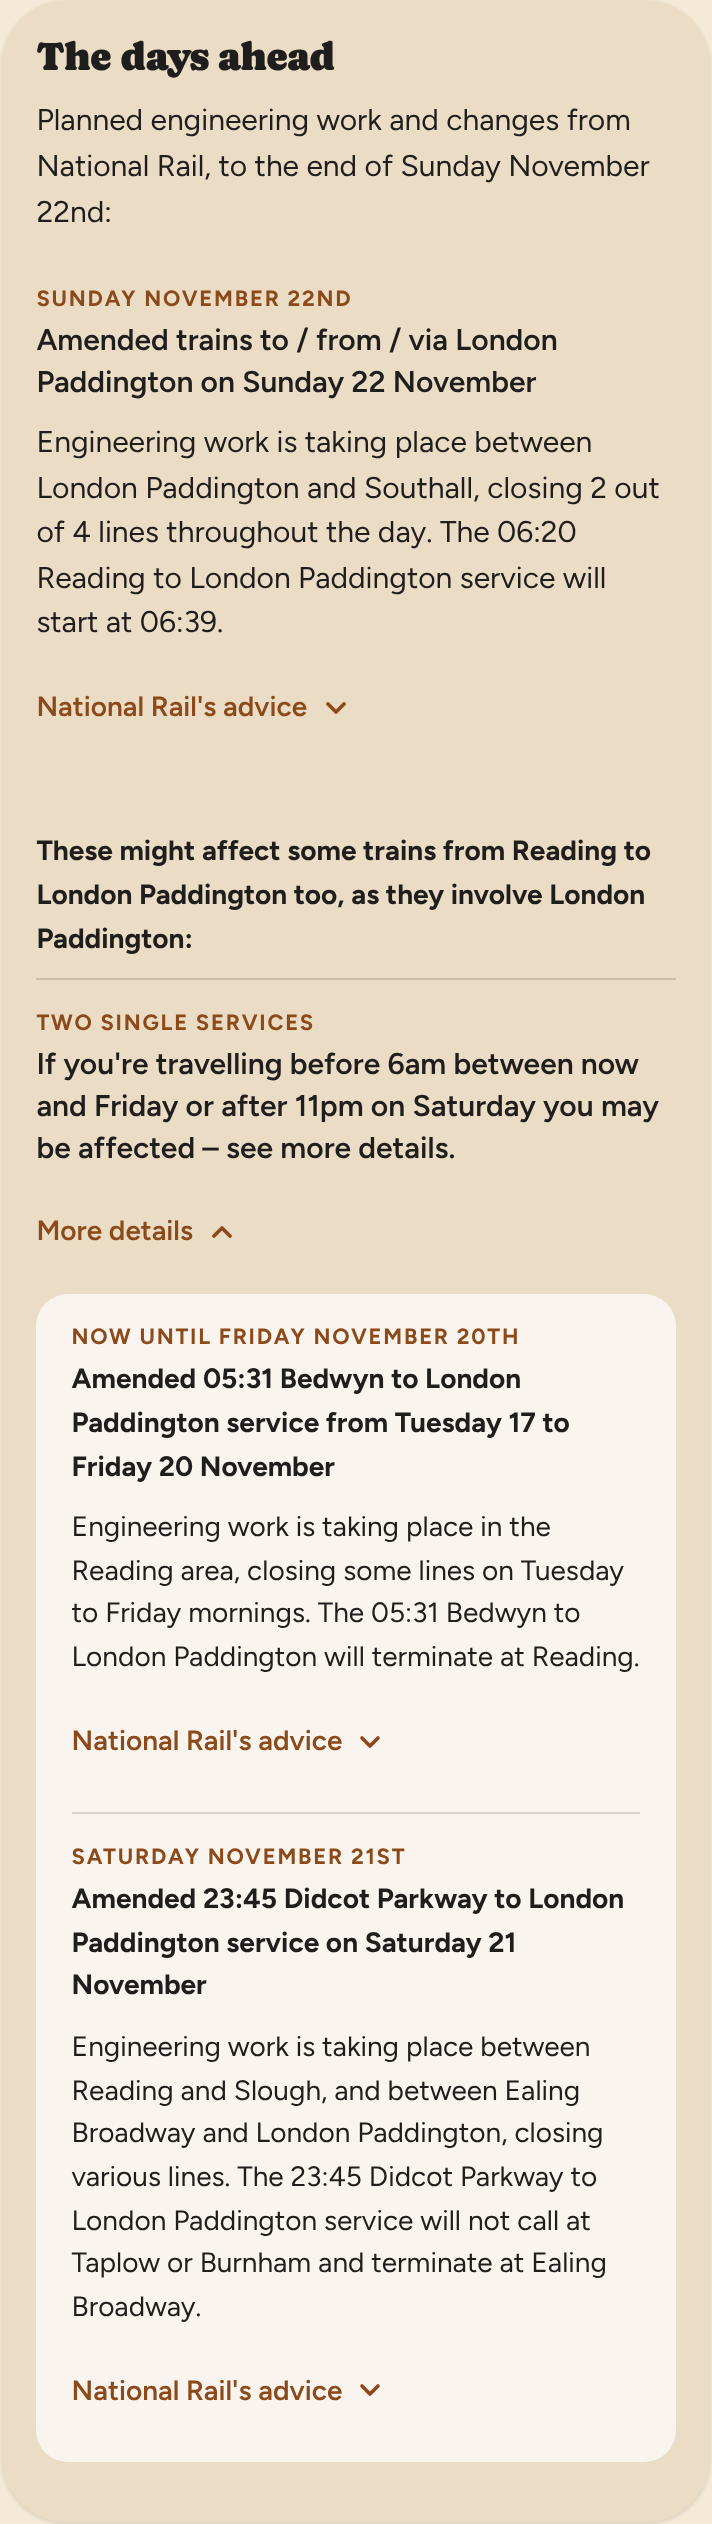 The days ahead
Planned engineering work and changes from
National Rail, to the end of Sunday November
22nd:
SUNDAY NOVEMBER 22ND
Amended trains to / from / via London
Paddington on Sunday 22 November
Engineering work is taking place between
London Paddington and Southall, closing 2 out
of 4 lines throughout the day. The 06:20
Reading to London Paddington service will
start at 06:39.
National Rail's advice
These might affect some trains from Reading to
London Paddington too, as they involve London
Paddington:
TWO SINGLE SERVICES
If you're travelling before 6am between now
and Friday or after 11pm on Saturday you may
be affected – see more details.
More details
NOW UNTIL FRIDAY NOVEMBER 20TH
Amended 05:31 Bedwyn to London
Paddington service from Tuesday 17 to
Friday 20 November
Engineering work is taking place in the
Reading area, closing some lines on Tuesday
to Friday mornings. The 05:31 Bedwyn to
London Paddington will terminate at Reading.
National Rail's advice
SATURDAY NOVEMBER 21ST
Amended 23:45 Didcot Parkway to London
Paddington service on Saturday 21
November
Engineering work is taking place between
Reading and Slough, and between Ealing
Broadway and London Paddington, closing
various lines. The 23:45 Didcot Parkway to
London Paddington service will not call at
Taplow or Burnham and terminate at Ealing
Broadway.
National Rail's advice